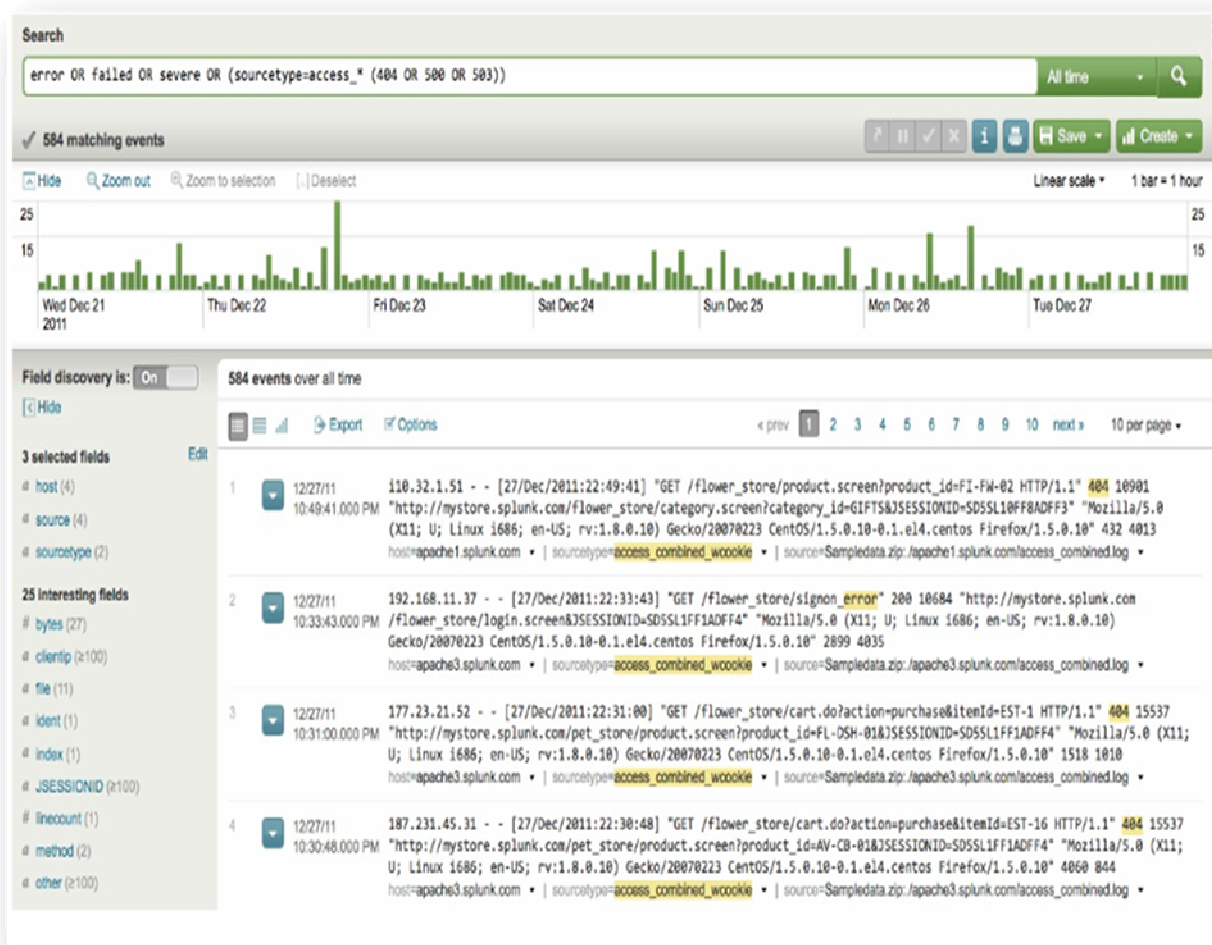 Search
error OR failed OR severe OR (sourcetype=access_* (404 OR 500 OR 503))
All time
584 matching events
i
Save
Create
Hide
Zoom out
Zoom to selection
Deselect
Linear scale
1 bar = 1 hour
25
25
15
15
Wed Dec 21
2011
Thu Dec 22
Fri Dec 23
Sat Dec 24
Sun Dec 25
Mon Dec 26
Tue Dec 27
Field discovery is: On
Hide
3 selected fields
Edit
a host (4)
a source (4)
a sourcetype (2)
25 interesting fields
# bytes (27)
a clientip (≥100)
a file (11)
a ident (1)
a index (1)
a JSESSIONID (≥100)
# linecount (1)
a method (2)
a other (≥100)
584 events over all time
Export
Options
« prev 1 2 3 4 5 6 7 8 9 10 next »
10 per page
1
12/27/11
10:49:41.000 PM
i10.32.1.51 - - [27/Dec/2011:22:49:41] "GET /flower_store/product.screen?product_id=FI-FW-02 HTTP/1.1" 404 10901
"http://mystore.splunk.com/flower_store/category.screen?category_id=GIFTS&JSESSIONID=SD5SL10FF8ADFF3" "Mozilla/5.0
(X11; U; Linux i686; en-US; rv:1.8.0.10) Gecko/20070223 CentOS/1.5.0.10-0.1.el4.centos Firefox/1.5.0.10" 432 4013
host=apache1.splunk.com | sourcetype=access_combined_wcookie | source=Sampledata.zip:./apache1.splunk.com/access_combined.log
2
12/27/11
10:33:43.000 PM
192.168.11.37 - - [27/Dec/2011:22:33:43] "GET /flower_store/signon_error" 200 10684 "http://mystore.splunk.com
/flower_store/login.screen&JSESSIONID=SD5SL1FF1ADFF4" "Mozilla/5.0 (X11; U; Linux i686; en-US; rv:1.8.0.10)
Gecko/20070223 CentOS/1.5.0.10-0.1.el4.centos Firefox/1.5.0.10" 2899 4035
host=apache3.splunk.com | sourcetype=access_combined_wcookie | source=Sampledata.zip:./apache3.splunk.com/access_combined.log
3
12/27/11
10:31:00.000 PM
177.23.21.52 - - [27/Dec/2011:22:31:00] "GET /flower_store/cart.do?action=purchase&itemId=EST-1 HTTP/1.1" 404 15537
"http://mystore.splunk.com/pet_store/product.screen?product_id=FL-DSH-01&JSESSIONID=SD5SL1FF1ADFF4" "Mozilla/5.0 (X11;
U; Linux i686; en-US; rv:1.8.0.10) Gecko/20070223 CentOS/1.5.0.10-0.1.el4.centos Firefox/1.5.0.10" 1518 1010
host=apache3.splunk.com | sourcetype=access_combined_wcookie | source=Sampledata.zip:./apache3.splunk.com/access_combined.log
4
12/27/11
10:30:48.000 PM
187.231.45.31 - - [27/Dec/2011:22:30:48] "GET /flower_store/cart.do?action=purchase&itemId=EST-16 HTTP/1.1" 404 15537
"http://mystore.splunk.com/pet_store/product.screen?product_id=AV-CB-01&JSESSIONID=SD5SL1FF1ADFF4" "Mozilla/5.0 (X11;
U; Linux i686; en-US; rv:1.8.0.10) Gecko/20070223 CentOS/1.5.0.10-0.1.el4.centos Firefox/1.5.0.10" 4060 844
host=apache3.splunk.com | sourcetype=access_combined_wcookie | source=Sampledata.zip:./apache3.splunk.com/access_combined.log